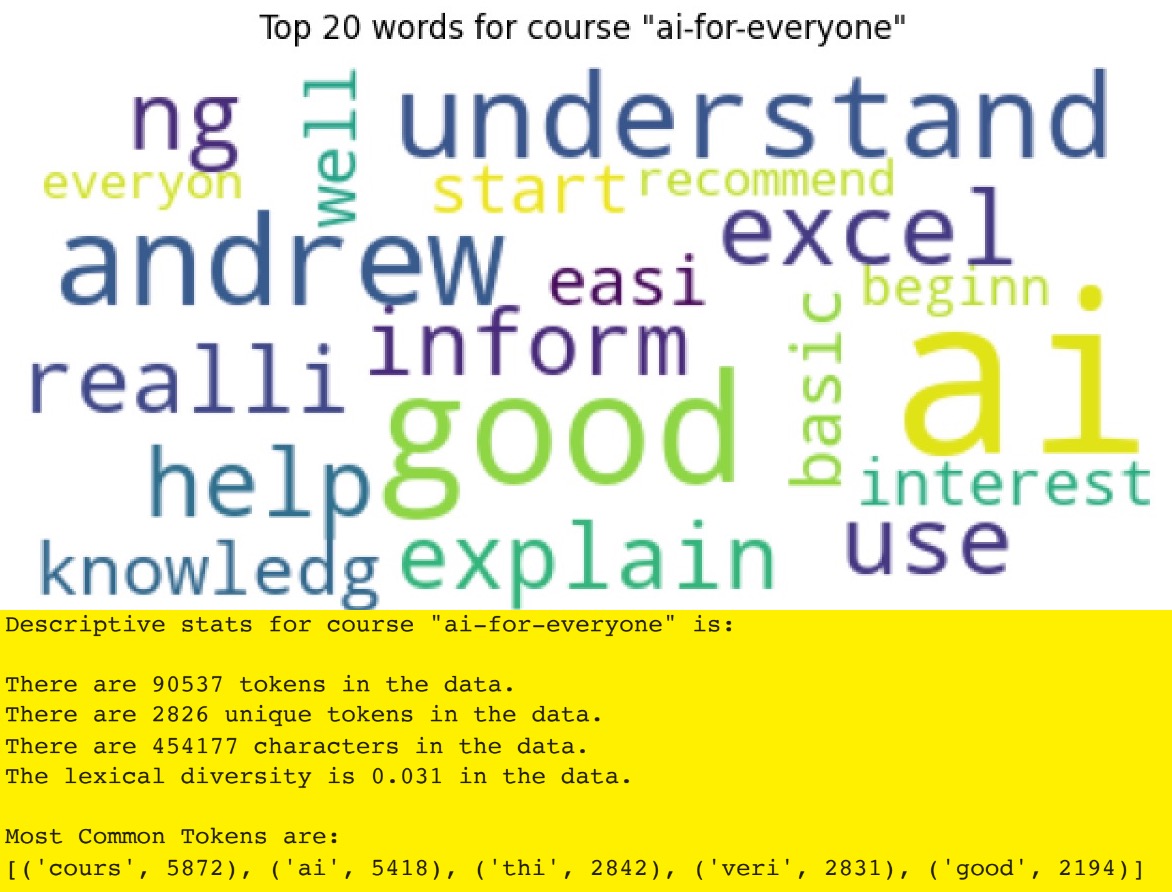 Top 20 words for course "ai-for-everyone"
ng
well
understand
everyon
start
recommend
andrew
excel
easi
beginn
inform
basic
ai
realli
good
help
interest
use
knowledg
explain
Descriptive stats for course "ai-for-everyone" is:
There are 90537 tokens in the data.
There are 2826 unique tokens in the data.
There are 454177 characters in the data.
The lexical diversity is 0.031 in the data.
Most Common Tokens are:
[('cours', 5872), ('ai', 5418), ('thi', 2842), ('veri', 2831), ('good', 2194)]